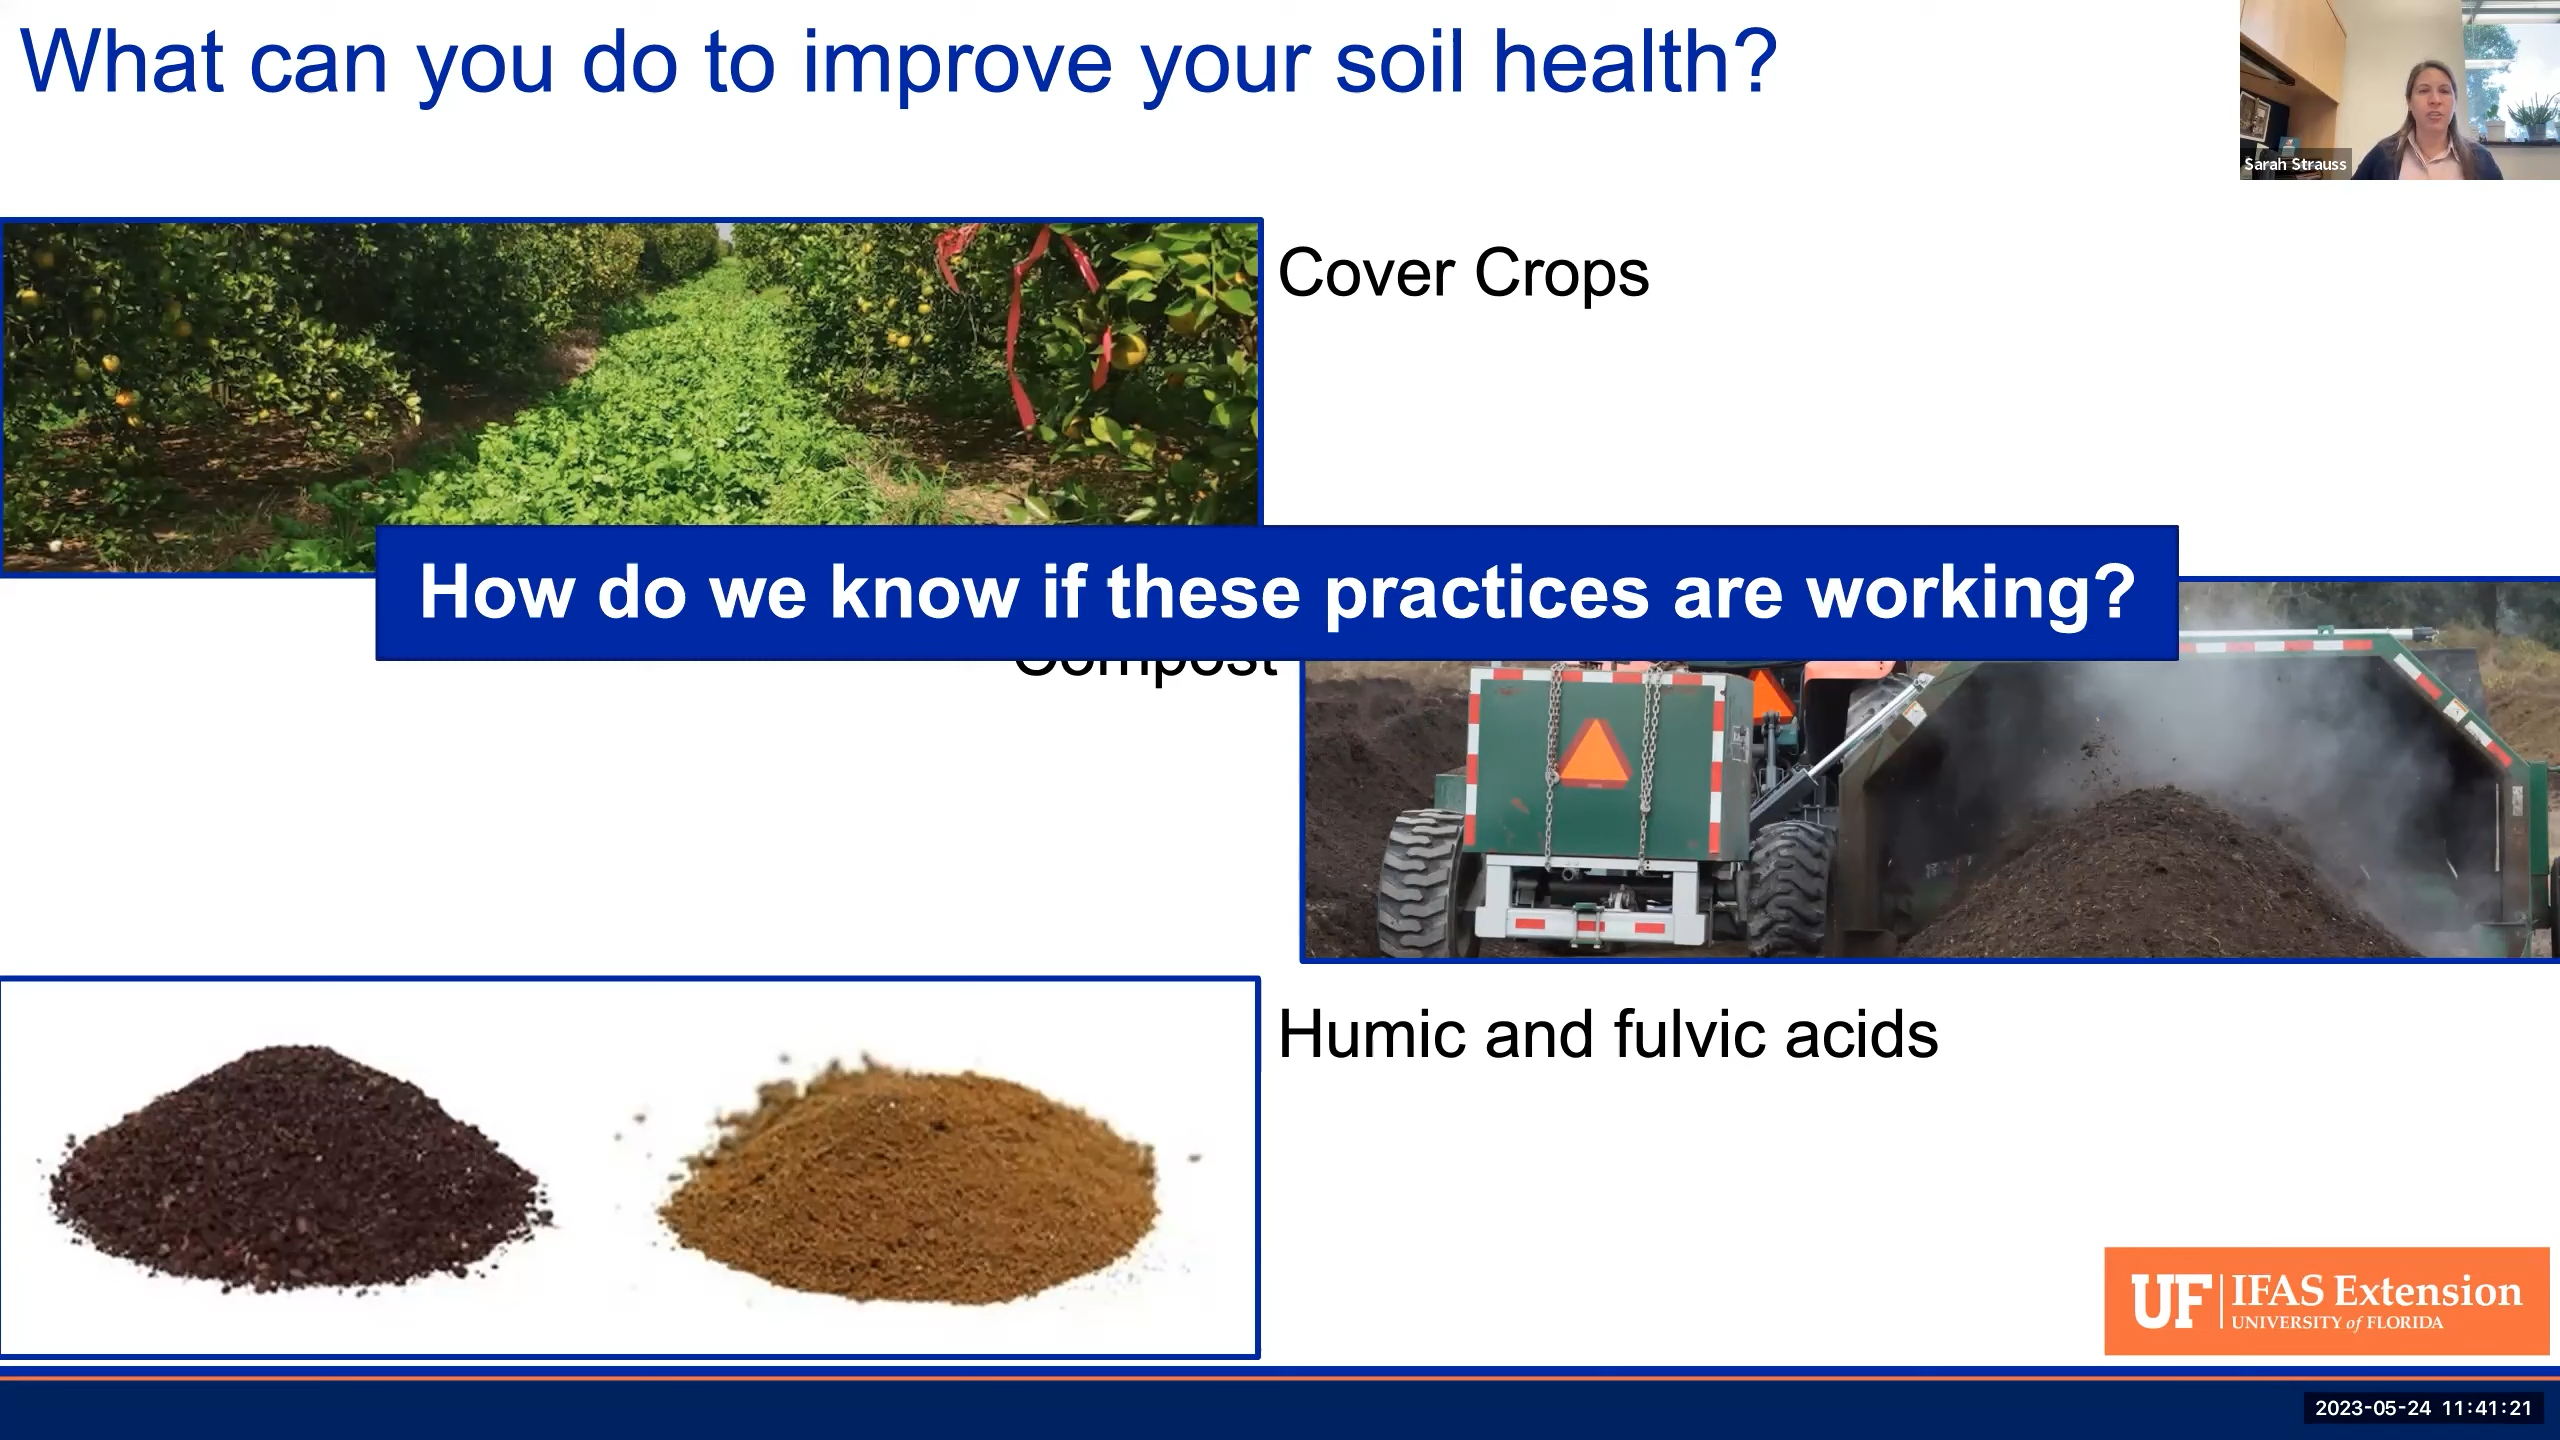 What can you do to improve your soil health?
Sarah Strauss
Cover Crops
How do we know if these practices are working?
Compost
Humic and fulvic acids
UF IFAS Extension
UNIVERSITY of FLORIDA
2023-05-24 11:41:21